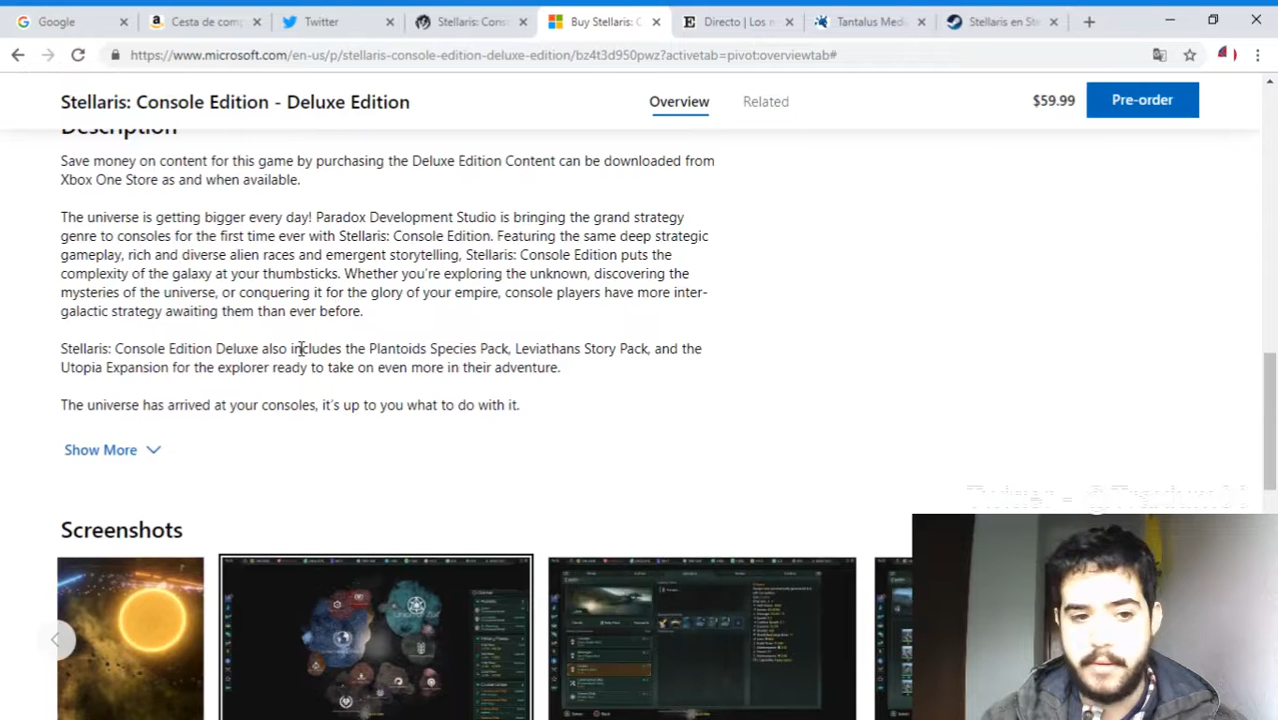 Google
Cesta de comp
Twitter
Stellaris: Cons
Buy Stellaris: C
Directo | Los n
Tantalus Med
Stellaris en Ste
https://www.microsoft.com/en-us/p/stellaris-console-edition-deluxe-edition/bz4t3d950pwz?activetab=pivot:overviewtab#
Stellaris: Console Edition - Deluxe Edition
Overview
Related
$59.99
Pre-order
Description
Save money on content for this game by purchasing the Deluxe Edition Content can be downloaded from
Xbox One Store as and when available.
The universe is getting bigger every day! Paradox Development Studio is bringing the grand strategy
genre to consoles for the first time ever with Stellaris: Console Edition. Featuring the same deep strategic
gameplay, rich and diverse alien races and emergent storytelling, Stellaris: Console Edition puts the
complexity of the galaxy at your thumbsticks. Whether you're exploring the unknown, discovering the
mysteries of the universe, or conquering it for the glory of your empire, console players have more inter-
galactic strategy awaiting them than ever before.
Stellaris: Console Edition Deluxe also includes the Plantoids Species Pack, Leviathans Story Pack, and the
Utopia Expansion for the explorer ready to take on even more in their adventure.
The universe has arrived at your consoles, it's up to you what to do with it.
Show More
Screenshots
Twitter -